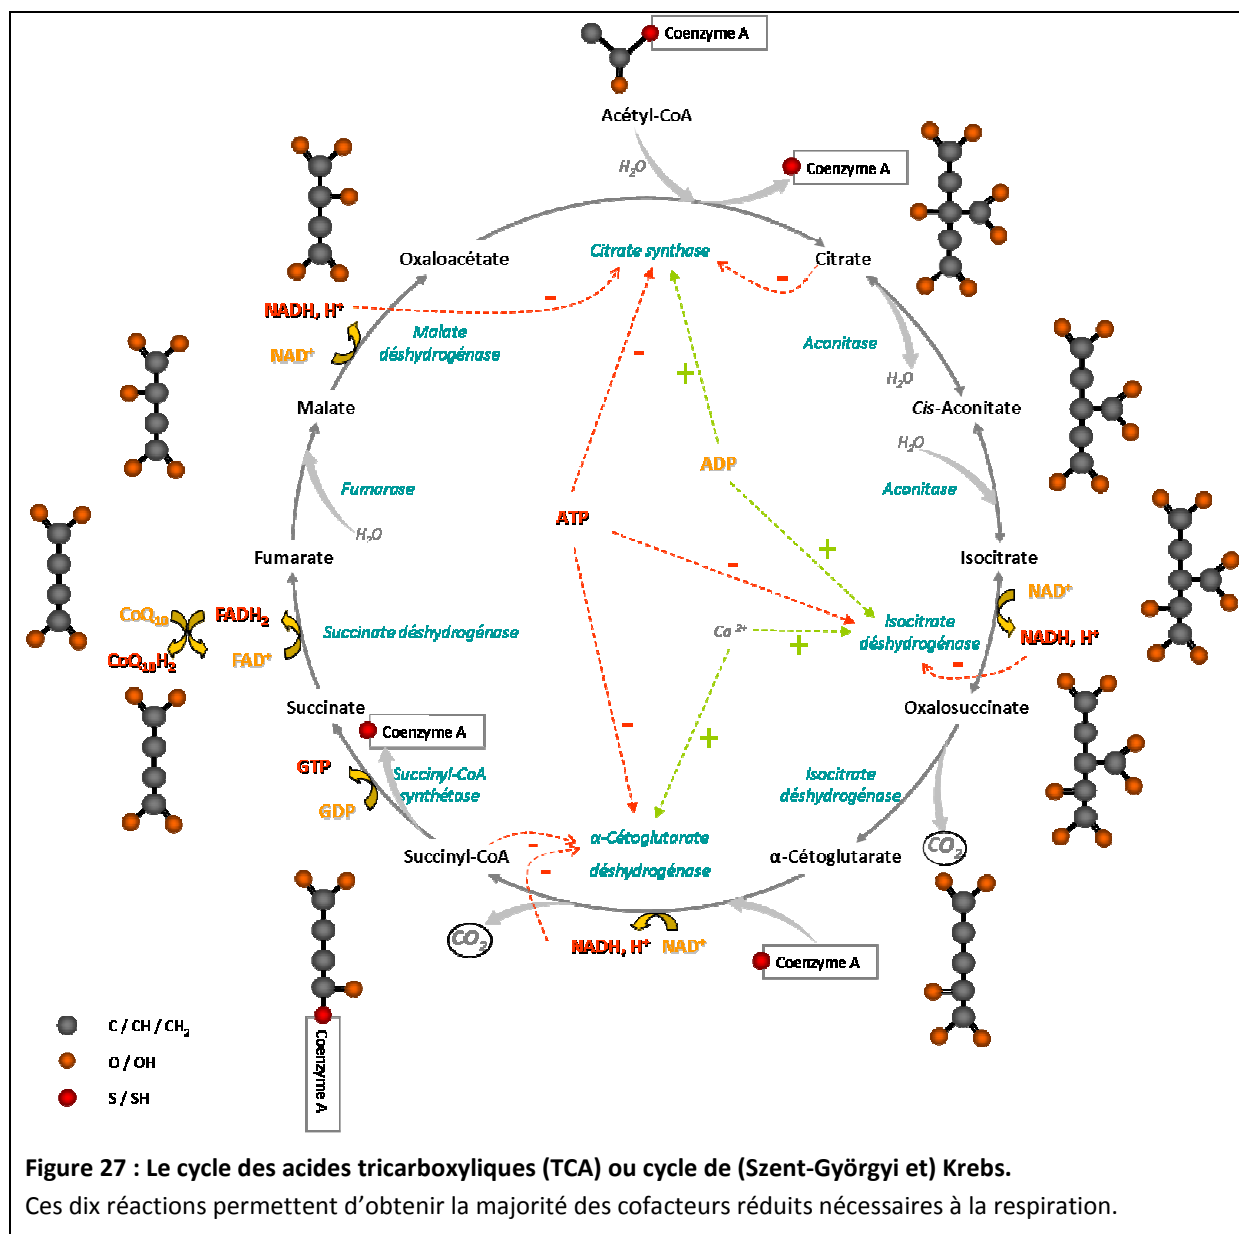 Coenzyme A
Acétyl-CoA
H₂O
Coenzyme A
Oxaloacétate
Citrate synthase
Citrate
-
-
NADH, H⁺
Malate
déshydrogénase
NAD⁺
-
+
Aconitase
H₂O
Malate
Cis-Aconitate
H₂O
ADP
Fumarase
Aconitase
ATP
H₂O
+
Fumarate
Isocitrate
-
NAD⁺
CoQ₁₀
FADH₂
Succinate déshydrogénase
Ca ²⁺
Isocitrate
déshydrogénase
+
NADH, H⁺
CoQ₁₀H₂
FAD⁺
-
Succinate
Oxalosuccinate
Coenzyme A
-
+
GTP
Succinyl-CoA
synthétase
Isocitrate
déshydrogénase
GDP
α-Cétoglutarate
déshydrogénase
-
-
Succinyl-CoA
α-Cétoglutarate
CO₂
CO₂
NADH, H⁺
NAD⁺
Coenzyme A
Coenzyme A
C / CH / CH₂
O / OH
S / SH
Figure 27 : Le cycle des acides tricarboxyliques (TCA) ou cycle de (Szent-Györgyi et) Krebs.
Ces dix réactions permettent d’obtenir la majorité des cofacteurs réduits nécessaires à la respiration.